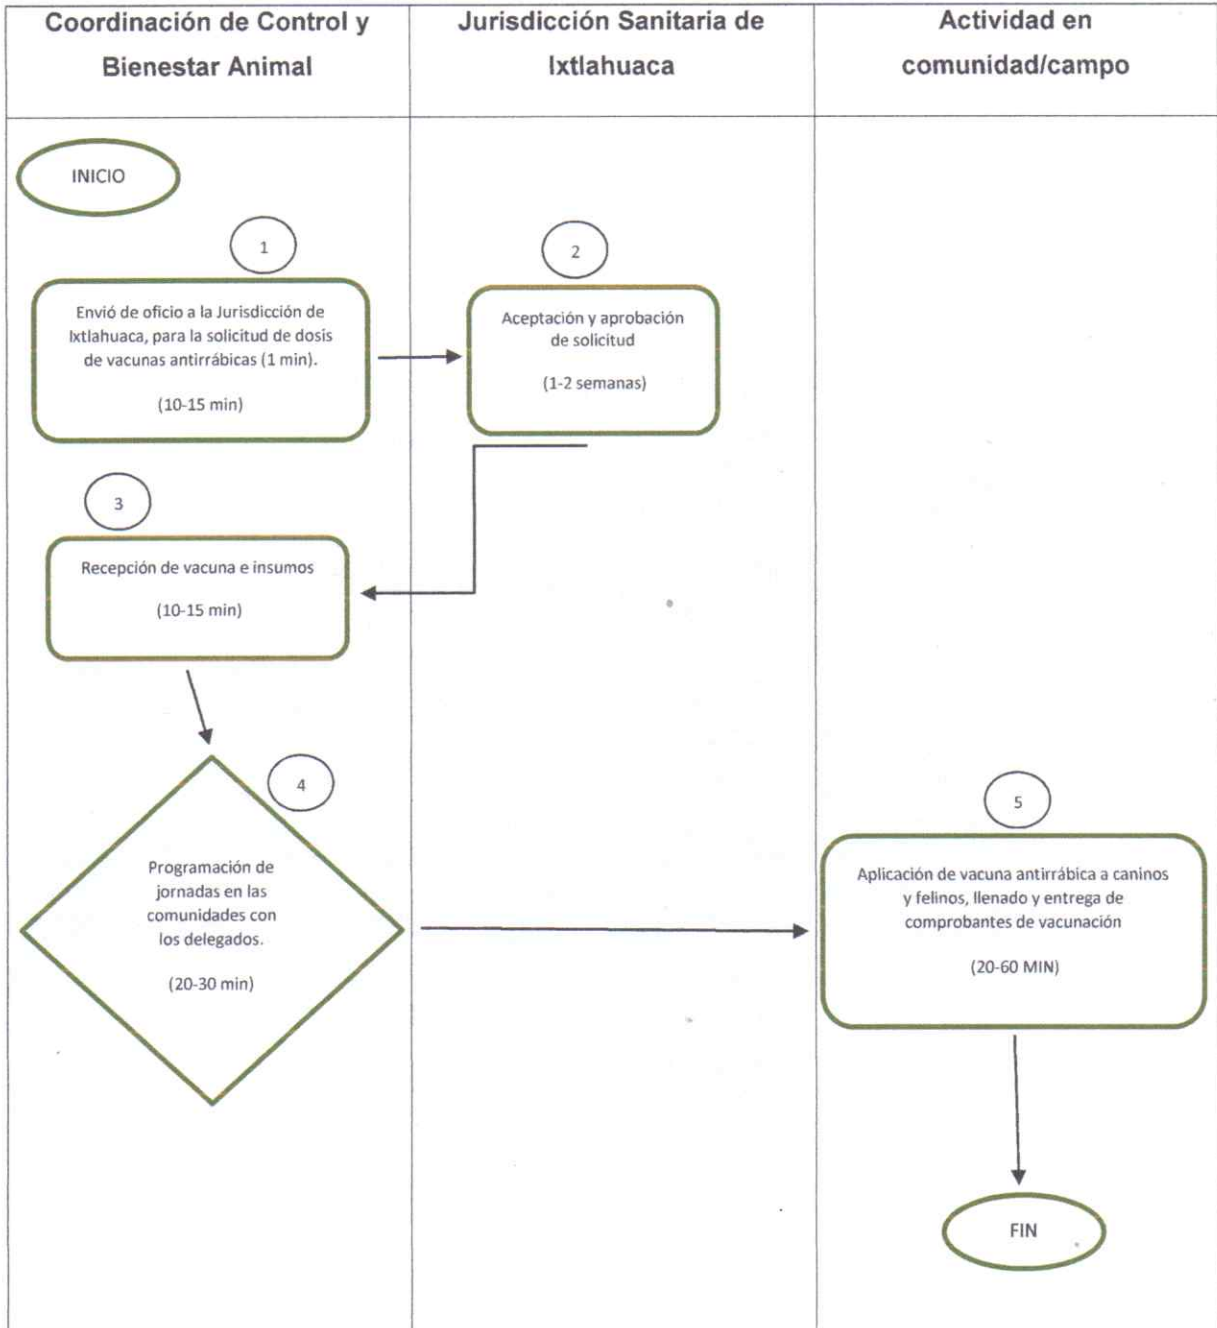 Coordinación de Control y
Bienestar Animal
Jurisdicción Sanitaria de
Ixtlahuaca
Actividad en
comunidad/campo
INICIO
1
Envió de oficio a la Jurisdicción de
Ixtlahuaca, para la solicitud de dosis
de vacunas antirrábicas (1 min).
(10-15 min)
2
Aceptación y aprobación
de solicitud
(1-2 semanas)
3
Recepción de vacuna e insumos
(10-15 min)
4
Programación de
jornadas en las
comunidades con
los delegados.
(20-30 min)
5
Aplicación de vacuna antirrábica a caninos
y felinos, llenado y entrega de
comprobantes de vacunación
(20-60 MIN)
FIN